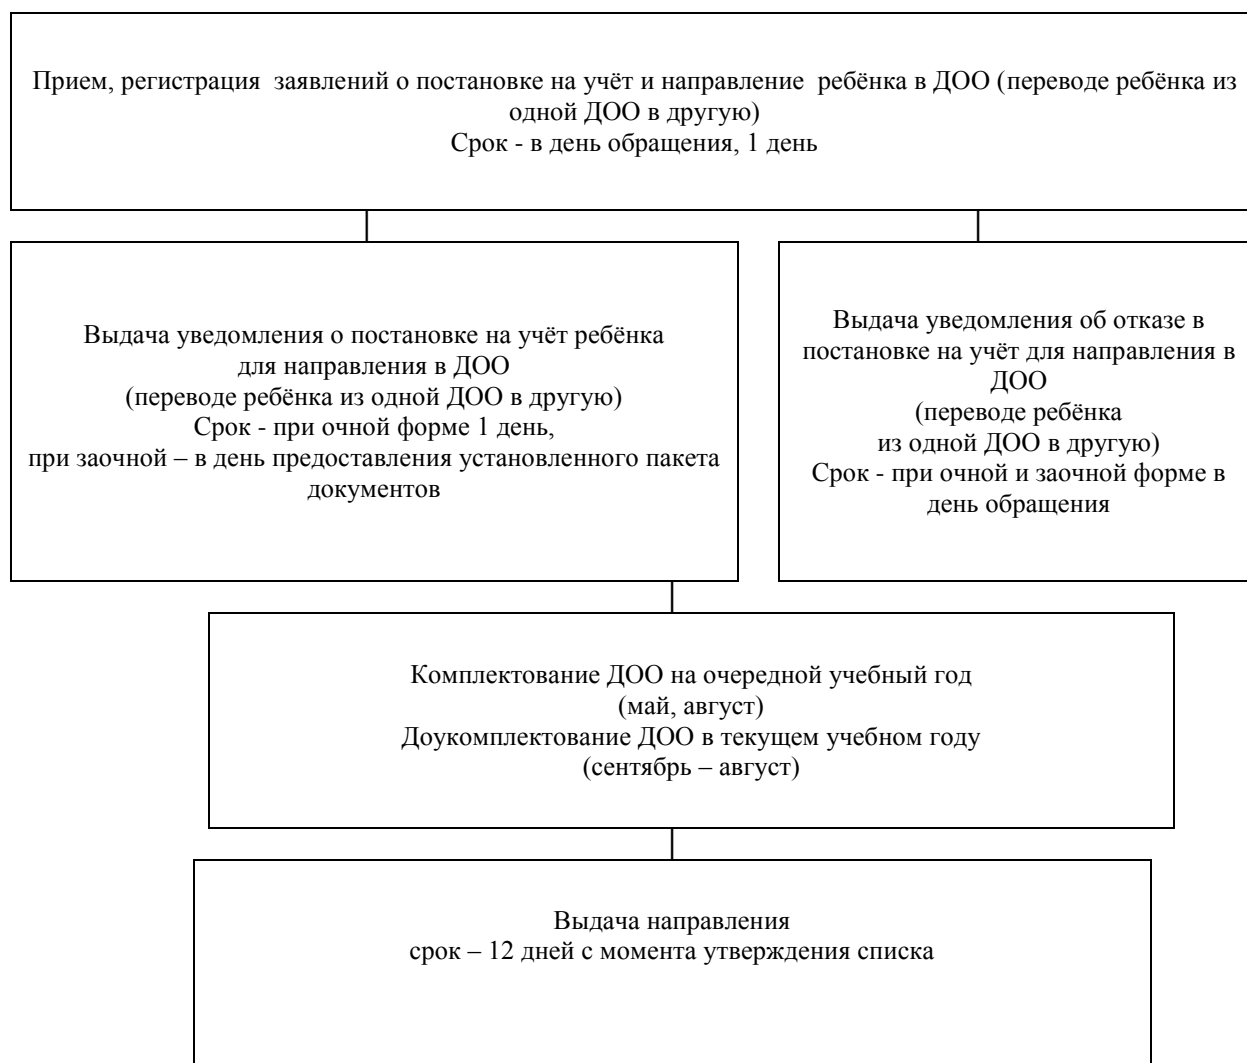 Прием, регистрация  заявлений о постановке на учёт и направление  ребёнка в ДОО (переводе ребёнка из
одной ДОО в другую)
Срок - в день обращения, 1 день
Выдача уведомления о постановке на учёт ребёнка
для направления в ДОО
(переводе ребёнка из одной ДОО в другую)
Срок - при очной форме 1 день,
при заочной – в день предоставления установленного пакета
документов
Выдача уведомления об отказе в
постановке на учёт для направления в
ДОО
(переводе ребёнка
из одной ДОО в другую)
Срок - при очной и заочной форме в
день обращения
Комплектование ДОО на очередной учебный год
(май, август)
Доукомплектование ДОО в текущем учебном году
(сентябрь – август)
Выдача направления
срок – 12 дней с момента утверждения списка